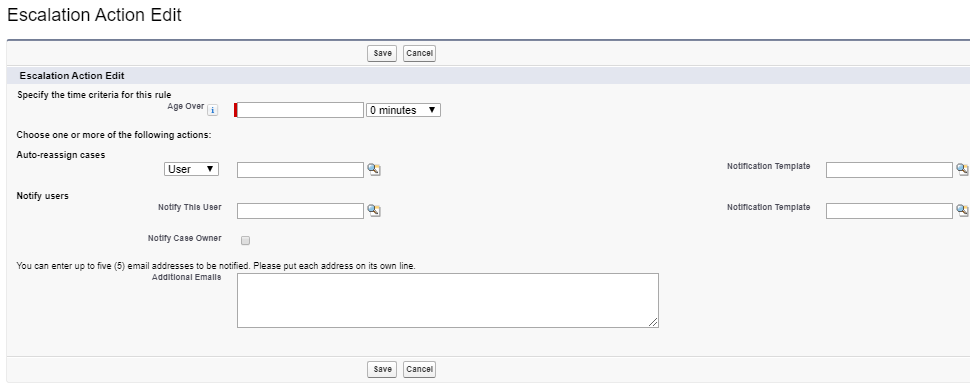 Escalation Action Edit
Save Cancel
Escalation Action Edit
Specify the time criteria for this rule
Age Over i 0 minutes
Choose one or more of the following actions:
Auto-reassign cases
User Notification Template
Notify users
Notify This User Notification Template
Notify Case Owner
You can enter up to five (5) email addresses to be notified. Please put each address on its own line.
Additional Emails
Save Cancel